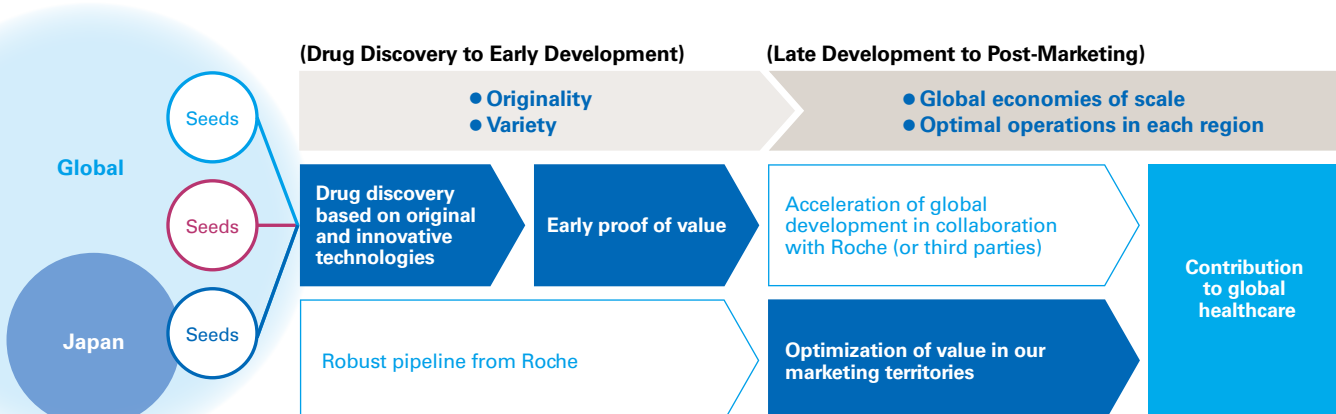 (Drug Discovery to Early Development)
(Late Development to Post-Marketing)
● Originality
● Variety
● Global economies of scale
● Optimal operations in each region
Global
Japan
Seeds
Seeds
Seeds
Drug discovery
based on original
and innovative
technologies
Early proof of value
Acceleration of global
development in collaboration
with Roche (or third parties)
Robust pipeline from Roche
Optimization of value in our
marketing territories
Contribution
to global
healthcare